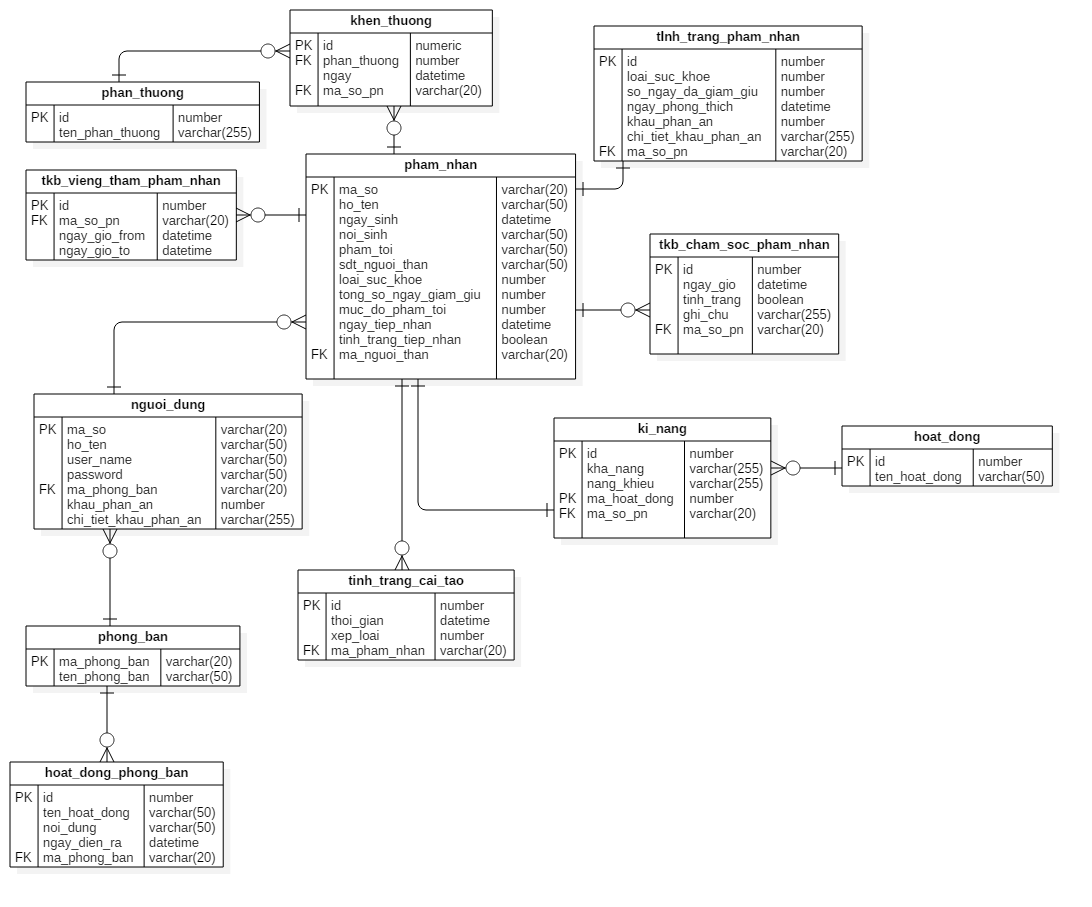 khen_thuong
PK id numeric
FK phan_thuong number
ngay datetime
FK ma_so_pn varchar(20)
tInh_trang_pham_nhan
PK id number
loai_suc_khoe number
so_ngay_da_giam_giu number
ngay_phong_thich datetime
khau_phan_an number
chi_tiet_khau_phan_an varchar(255)
FK ma_so_pn varchar(20)
phan_thuong
PK id number
ten_phan_thuong varchar(255)
pham_nhan
PK ma_so varchar(20)
ho_ten varchar(50)
ngay_sinh datetime
noi_sinh varchar(50)
pham_toi varchar(50)
sdt_nguoi_than varchar(50)
loai_suc_khoe number
tong_so_ngay_giam_giu number
muc_do_pham_toi number
ngay_tiep_nhan datetime
tinh_trang_tiep_nhan boolean
FK ma_nguoi_than varchar(20)
tkb_vieng_tham_pham_nhan
PK id number
FK ma_so_pn varchar(20)
ngay_gio_from datetime
ngay_gio_to datetime
tkb_cham_soc_pham_nhan
PK id number
ngay_gio datetime
tinh_trang boolean
ghi_chu varchar(255)
FK ma_so_pn varchar(20)
nguoi_dung
PK ma_so varchar(20)
ho_ten varchar(50)
user_name varchar(50)
password varchar(50)
FK ma_phong_ban varchar(20)
khau_phan_an number
chi_tiet_khau_phan_an varchar(255)
ki_nang
PK id number
kha_nang varchar(255)
nang_khieu varchar(255)
PK ma_hoat_dong number
FK ma_so_pn varchar(20)
hoat_dong
PK id number
ten_hoat_dong varchar(50)
tinh_trang_cai_tao
PK id number
thoi_gian datetime
xep_loai number
FK ma_pham_nhan varchar(20)
phong_ban
PK ma_phong_ban varchar(20)
ten_phong_ban varchar(50)
hoat_dong_phong_ban
PK id number
ten_hoat_dong varchar(50)
noi_dung varchar(50)
ngay_dien_ra datetime
FK ma_phong_ban varchar(20)